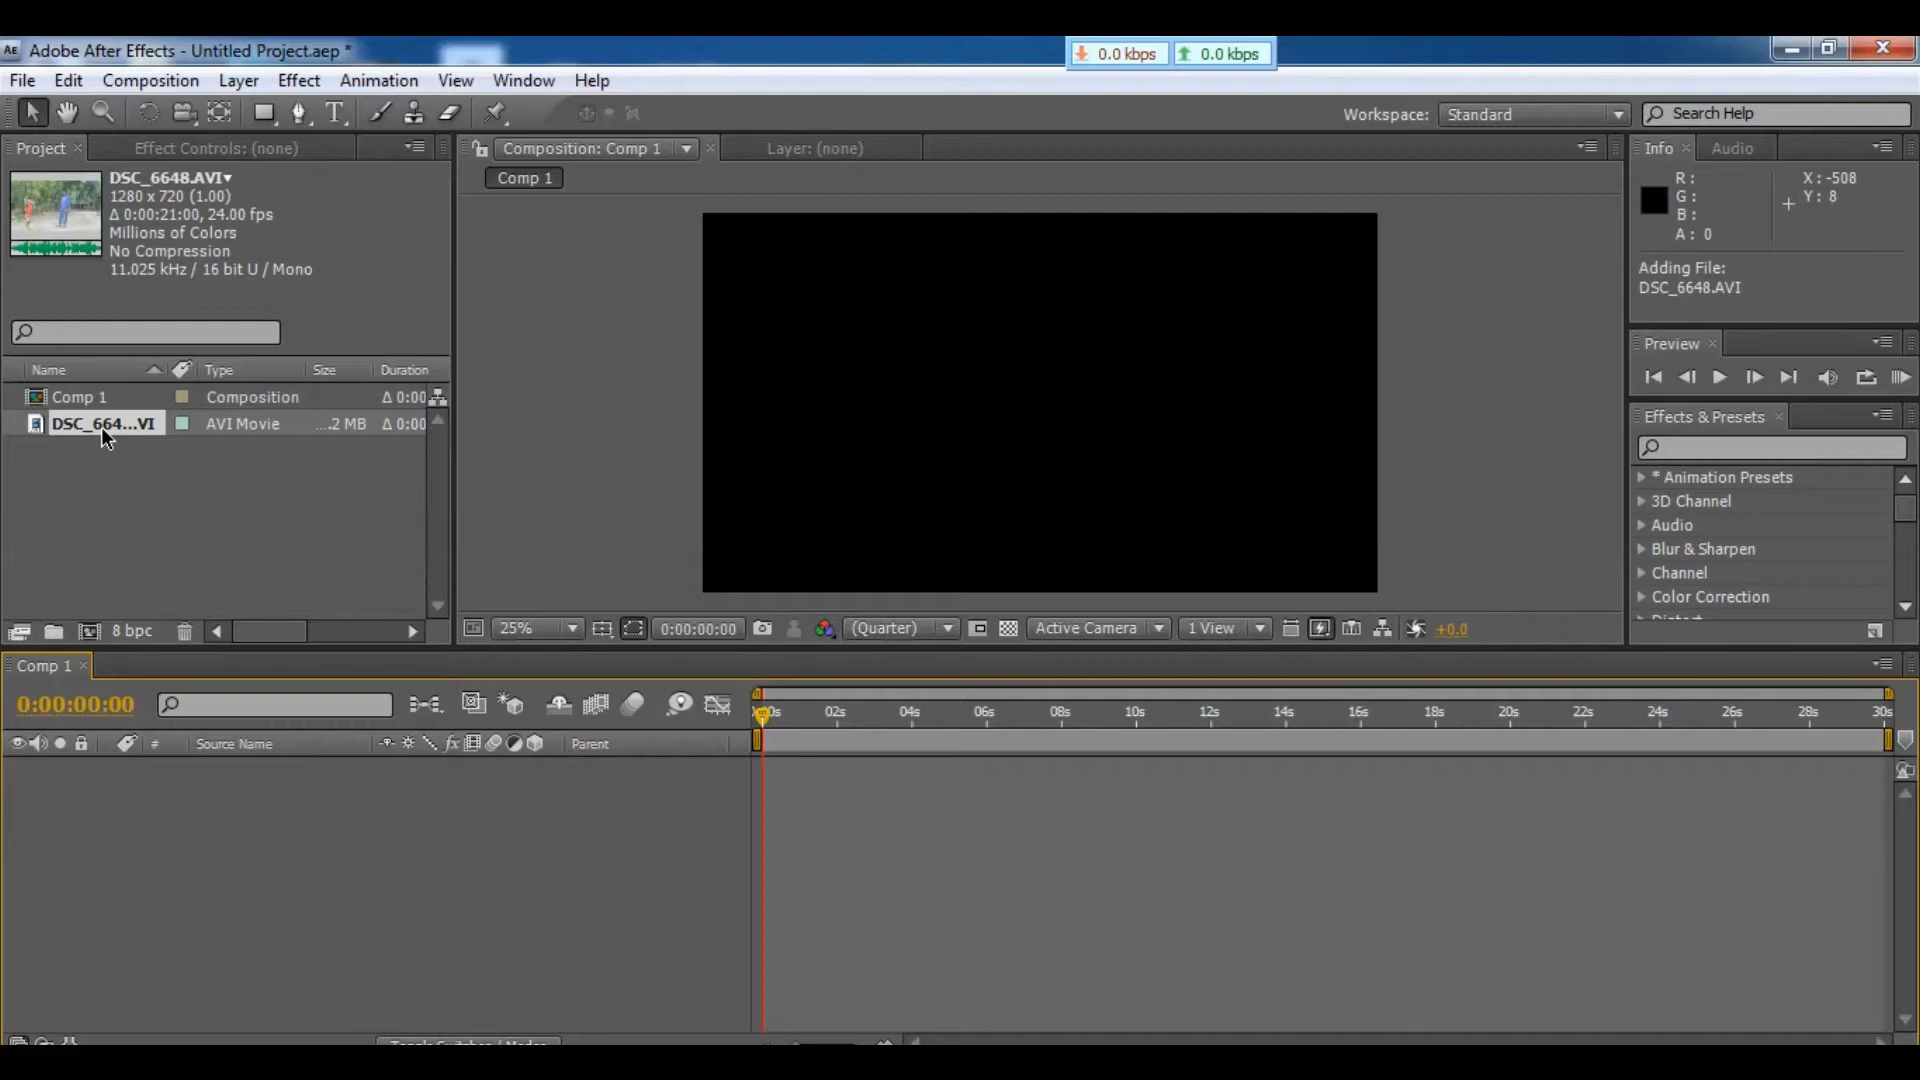 AE Adobe After Effects - Untitled Project.aep *
0.0 kbps 0.0 kbps
File Edit Composition Layer Effect Animation View Window Help
T Workspace: Standard Search Help
Project × Effect Controls: (none)
DSC_6648.AVI▾
1280 x 720 (1.00)
Δ 0:00:21:00, 24.00 fps
Millions of Colors
No Compression
11.025 kHz / 16 bit U / Mono
Name Type Size Duration
Comp 1 Composition Δ 0:00
DSC_664...VI AVI Movie ....2 MB Δ 0:00
8 bpc
Composition: Comp 1 × Layer: (none)
Comp 1
25% 0:00:00:00 (Quarter) Active Camera 1 View +0.0
Info × Audio
R:
G:
B:
A: 0
X: -508
Y: 8
Adding File:
DSC_6648.AVI
Preview ×
Effects & Presets ×
* Animation Presets
3D Channel
Audio
Blur & Sharpen
Channel
Color Correction
Distort
Comp 1 ×
0:00:00:00
0s 02s 04s 06s 08s 10s 12s 14s 16s 18s 20s 22s 24s 26s 28s 30s
# Source Name fx Parent
Toggle Switches / Modes